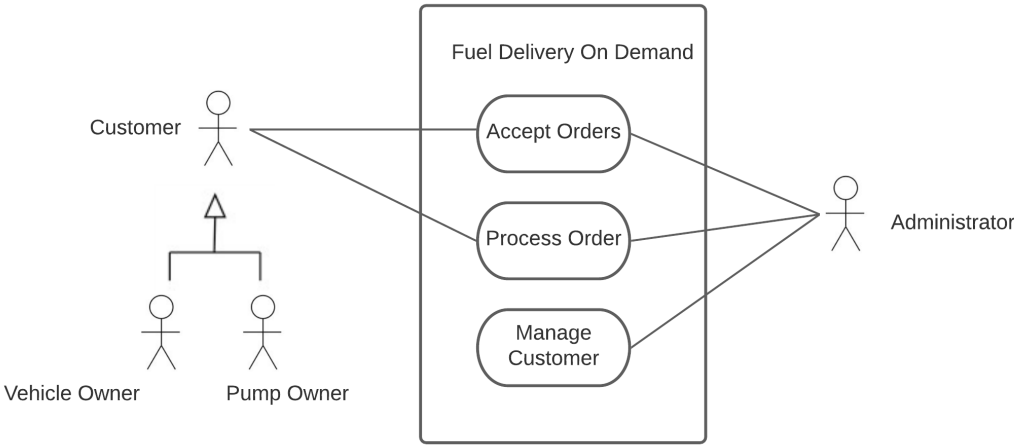 Fuel Delivery On Demand
Customer
Accept Orders
Process Order
Administrator
Manage
Customer
Vehicle Owner
Pump Owner